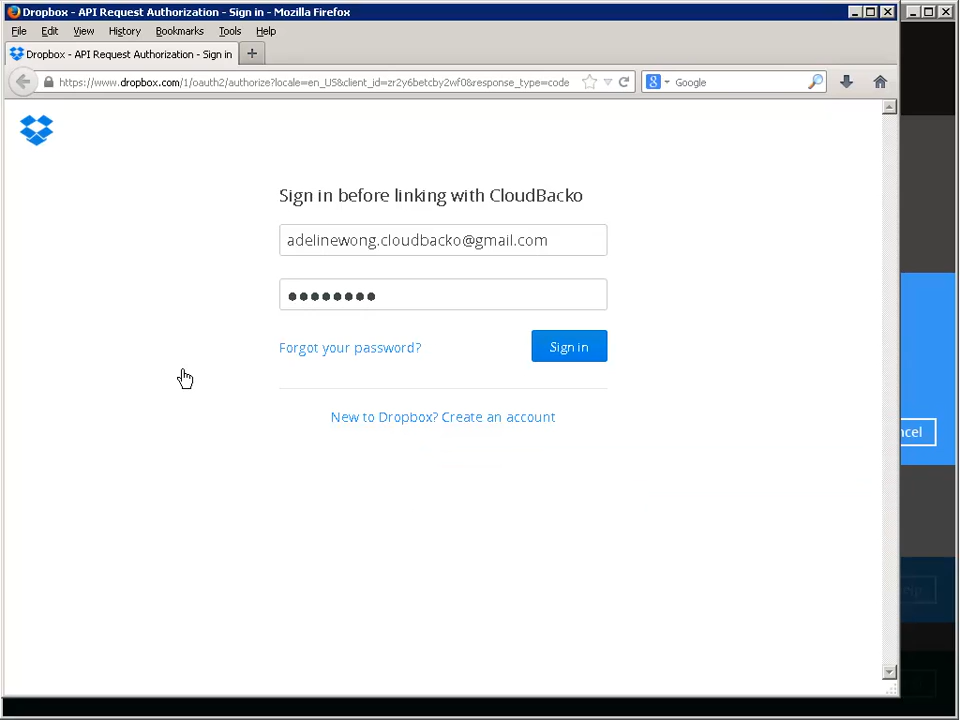 Dropbox - API Request Authorization - Sign in - Mozilla Firefox
File Edit View History Bookmarks Tools Help
Dropbox - API Request Authorization - Sign in
https://www.dropbox.com/1/oauth2/authorize?locale=en_US&client_id=zr2y6betcby2wf0&response_type=code
Google
Sign in before linking with CloudBacko
adelinewong.cloudbacko@gmail.com
Forgot your password?
Sign in
New to Dropbox? Create an account
ncel
elp